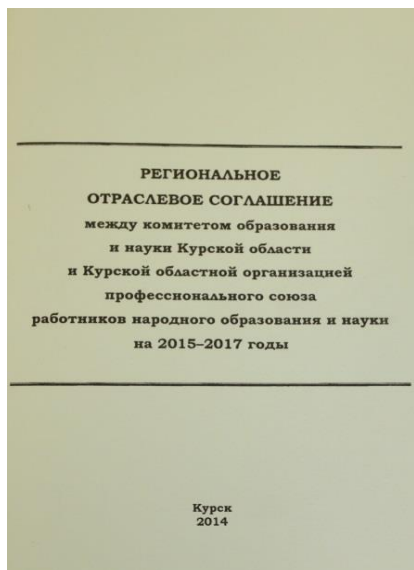 РЕГИОНАЛЬНОЕ
ОТРАСЛЕВОЕ СОГЛАШЕНИЕ
между комитетом образования
и науки Курской области
и Курской областной организацией
профессионального союза
работников народного образования и науки
на 2015–2017 годы
Курск
2014